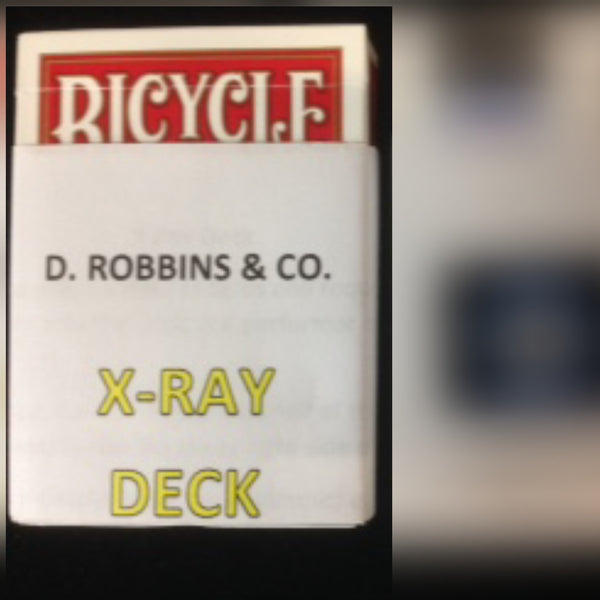 BICYCLE
D. ROBBINS & CO.
X-RAY
DECK